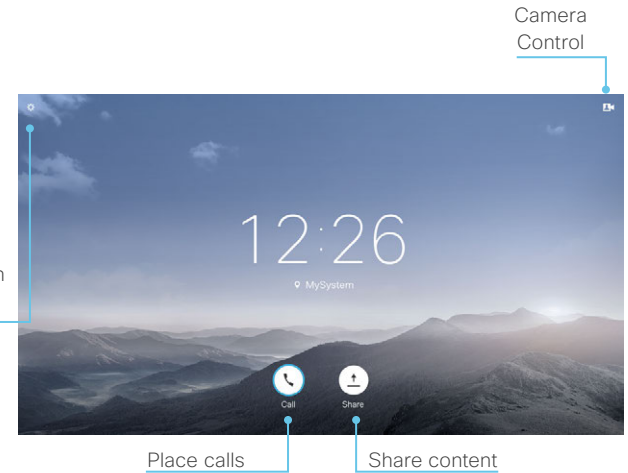 Camera
Control
12:26
MySystem
Call
Share
Place calls
Share content